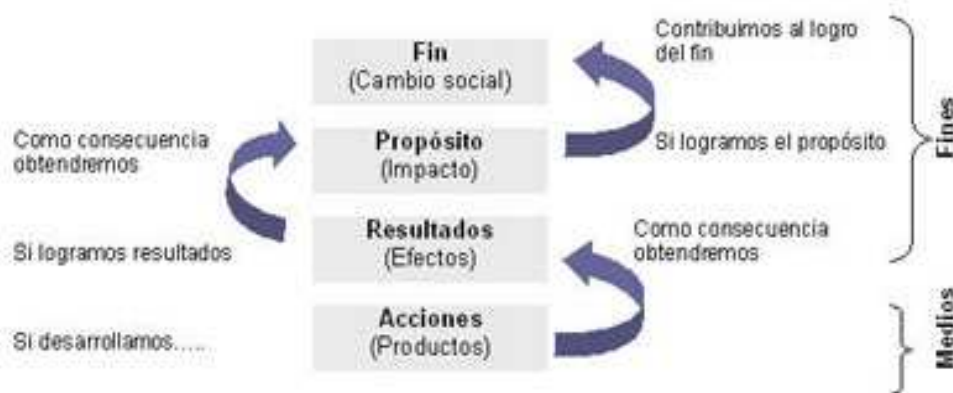 Contribuimos al logro
del fin
Fin
(Cambio social)
Como consecuencia
obtendremos
Propósito
(Impacto)
Si logramos el propósito
Fines
Si logramos resultados
Resultados
(Efectos)
Como consecuencia
obtendremos
Si desarrollamos.....
Acciones
(Productos)
Medios